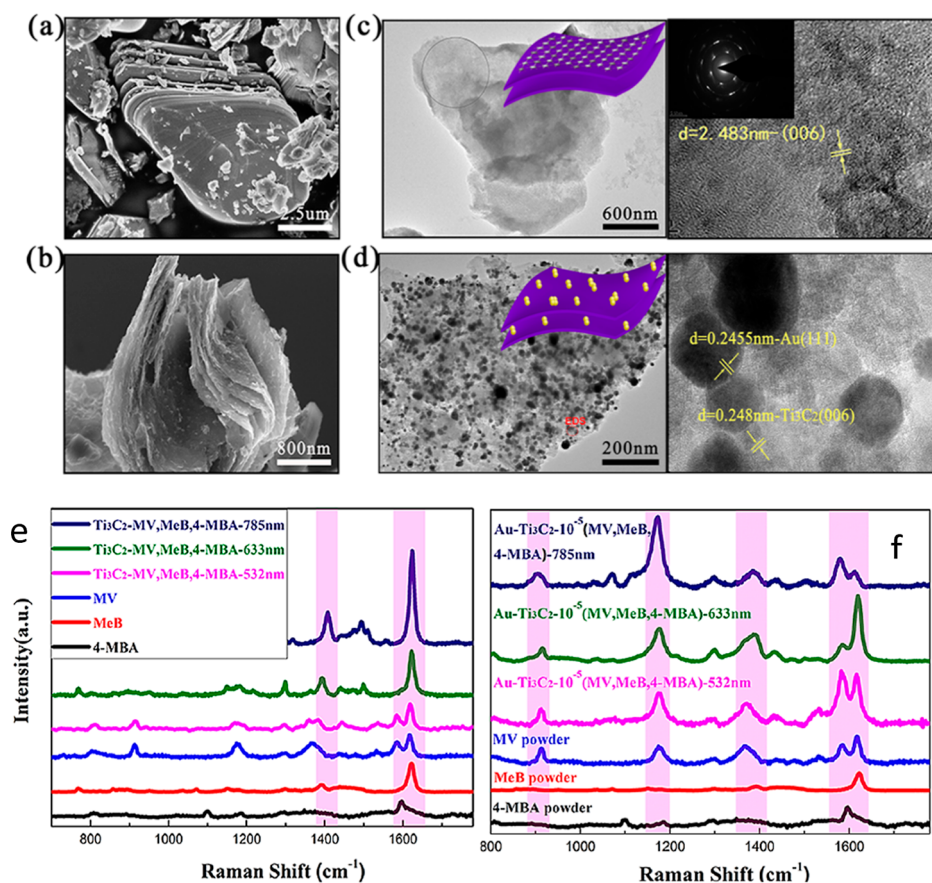 (a)
2.5um
(c)
600nm
d=2.483nm-(006)
(b)
800nm
(d)
200nm
d=0.2455nm-Au(111)
d=0.248nm-Ti3C2(006)
e
Ti₃C₂-MV,MeB,4-MBA-785nm
Ti₃C₂-MV,MeB,4-MBA-633nm
Ti₃C₂-MV,MeB,4-MBA-532nm
MV
MeB
4-MBA
Intensity(a.u.)
800 1000 1200 1400 1600
Raman Shift (cm⁻¹)
f
Au-Ti₃C₂-10⁻⁵(MV,MeB,
4-MBA)-785nm
Au-Ti₃C₂-10⁻⁵(MV,MeB,4-MBA)-633nm
Au-Ti₃C₂-10⁻⁵(MV,MeB,4-MBA)-532nm
MV powder
MeB powder
4-MBA powder
800 1000 1200 1400 1600
Raman Shift (cm⁻¹)